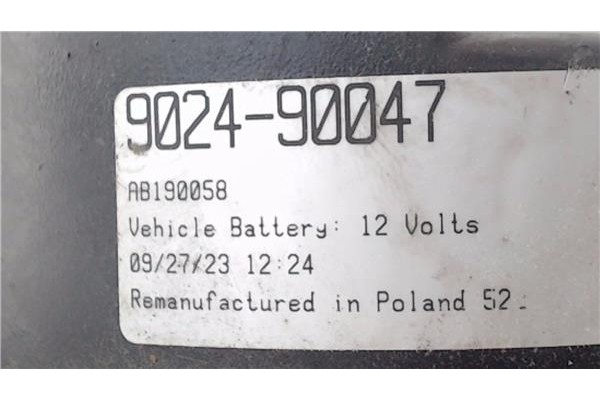 9024-90047
AB190058
Vehicle Battery: 12 Volts
09/27/23 12:24
Remanufactured in Poland 52